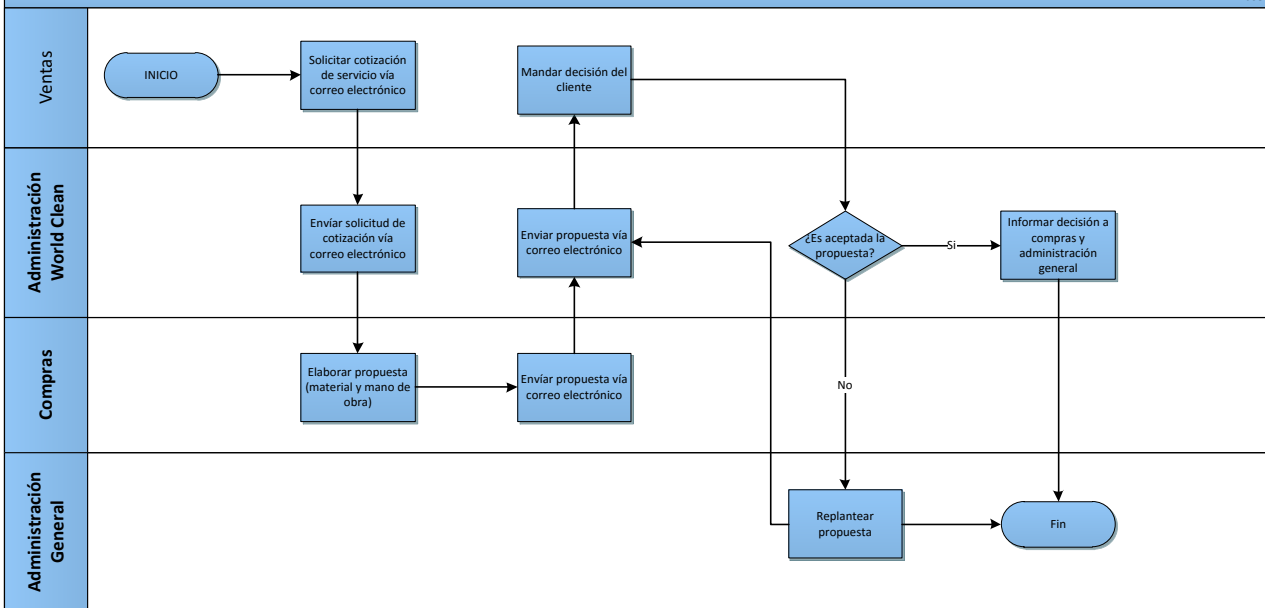 Ventas
INICIO
Solicitar cotización
de servicio vía
correo electrónico
Mandar decisión del
cliente
Administración
World Clean
Envíar solicitud de
cotización vía
correo electrónico
Enviar propuesta vía
correo electrónico
¿Es aceptada la
propuesta?
Si
Informar decisión a
compras y
administración
general
Compras
Elaborar propuesta
(material y mano de
obra)
Envíar propuesta vía
correo electrónico
No
Administración
General
Replantear
propuesta
Fin